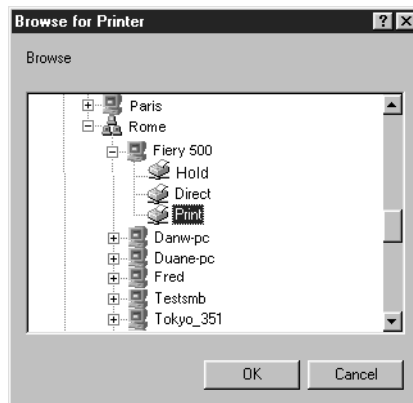 Browse for Printer
Browse
Paris
Rome
Fiery 500
Hold
Direct
Print
Danw-pc
Duane-pc
Fred
Testsmb
Tokyo_351
OK
Cancel